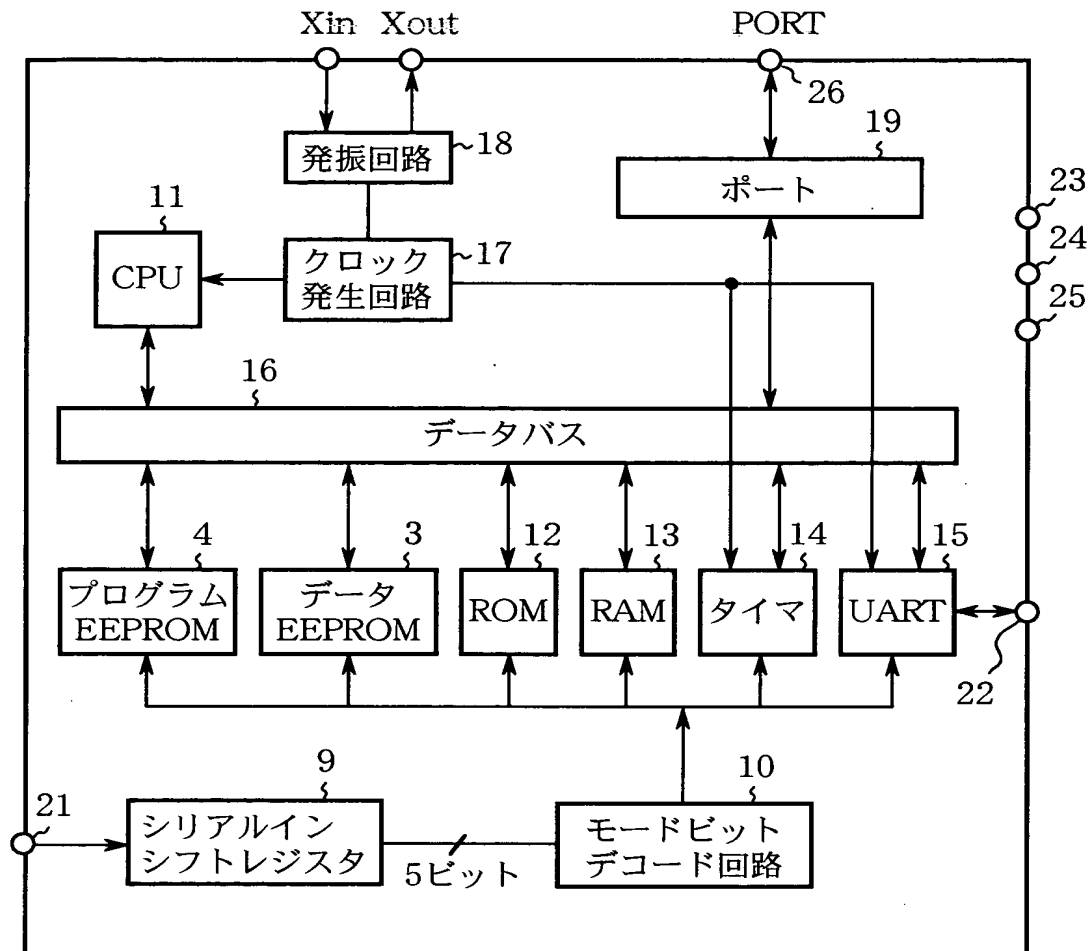 Xin
Xout
PORT
26
発振回路
18
19
ポート
11
CPU
クロック
発生回路
17
23
24
25
16
データバス
4
プログラム
EEPROM
3
データ
EEPROM
12
ROM
13
RAM
14
タイマ
15
UART
22
21
9
シリアルイン
シフトレジスタ
5ビット
10
モードビット
デコード回路